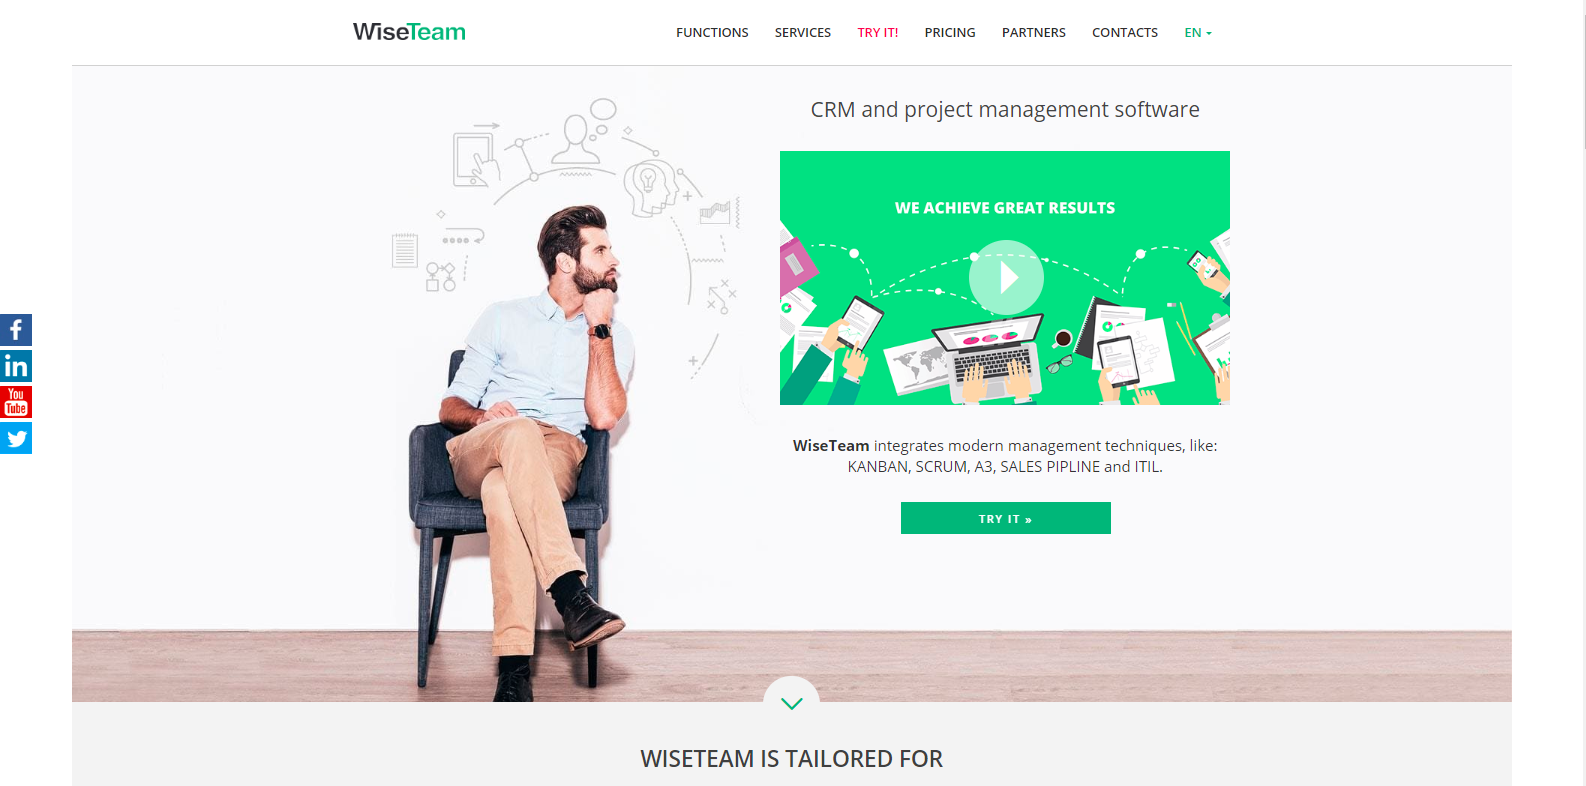 WiseTeam
FUNCTIONS SERVICES TRY IT! PRICING PARTNERS CONTACTS EN
CRM and project management software
WE ACHIEVE GREAT RESULTS
WiseTeam integrates modern management techniques, like:
KANBAN, SCRUM, A3, SALES PIPLINE and ITIL.
TRY IT »
You
Tube
WISETEAM IS TAILORED FOR